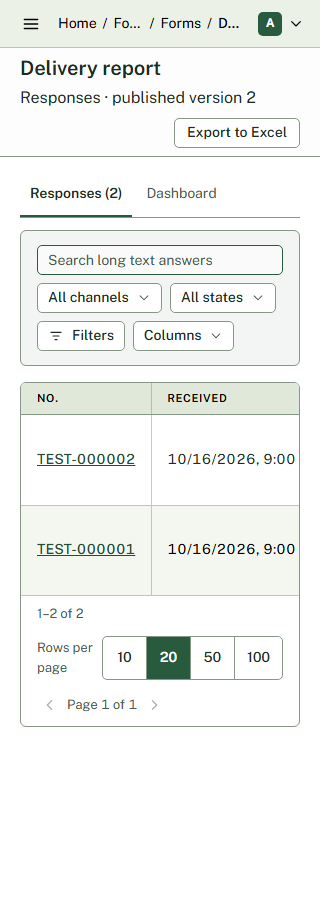 Home / Fo... / Forms / D... A
Delivery report
Responses · published version 2
Export to Excel
Responses (2) Dashboard
Search long text answers
All channels All states
Filters Columns
NO. RECEIVED
TEST-000002 10/16/2026, 9:00
TEST-000001 10/16/2026, 9:00
1–2 of 2
Rows per
page
10 20 50 100
Page 1 of 1